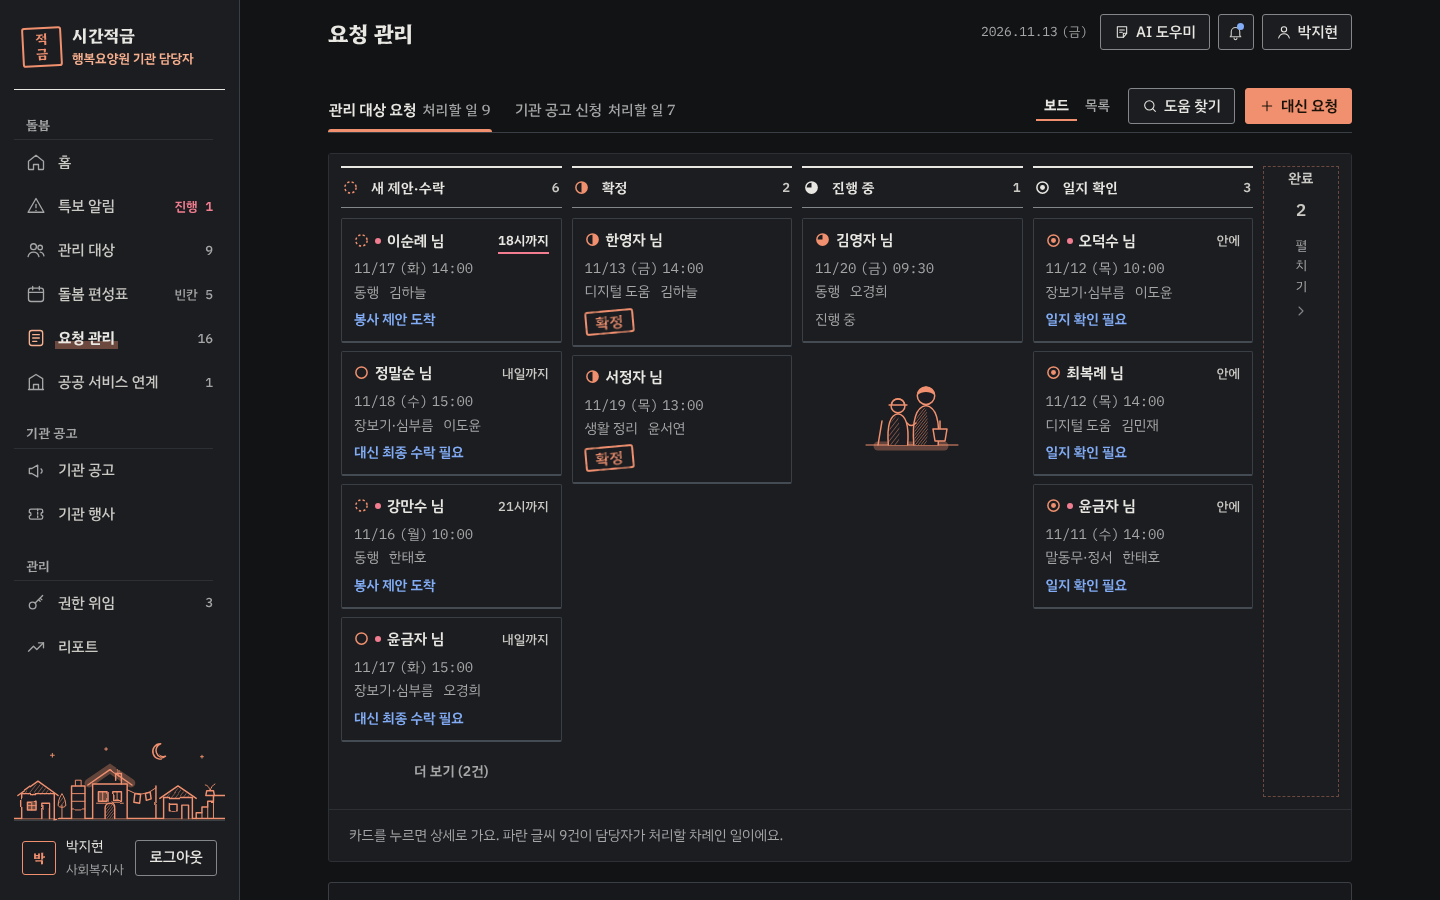 적금
시간적금
행복요양원 기관 담당자
돌봄
홈
특보 알림 진행 1
관리 대상 9
돌봄 편성표 빈칸 5
요청 관리 16
공공 서비스 연계 1
기관 공고
기관 공고
기관 행사
관리
권한 위임 3
리포트
박
박지현
사회복지사
로그아웃
요청 관리
2026.11.13 (금)
AI 도우미
박지현
관리 대상 요청 처리할 일 9
기관 공고 신청 처리할 일 7
보드
목록
도움 찾기
대신 요청
새 제안·수락 6
이순례 님 18시까지
11/17 (화) 14:00
동행 김하늘
봉사 제안 도착
정말순 님 내일까지
11/18 (수) 15:00
장보기·심부름 이도윤
대신 최종 수락 필요
강만수 님 21시까지
11/16 (월) 10:00
동행 한태호
봉사 제안 도착
윤금자 님 내일까지
11/17 (화) 15:00
장보기·심부름 오경희
대신 최종 수락 필요
더 보기 (2건)
확정 2
한영자 님
11/13 (금) 14:00
디지털 도움 김하늘
확정
서정자 님
11/19 (목) 13:00
생활 정리 윤서연
확정
진행 중 1
김영자 님
11/20 (금) 09:30
동행 오경희
진행 중
일지 확인 3
오덕수 님 안에
11/12 (목) 10:00
장보기·심부름 이도윤
일지 확인 필요
최복례 님 안에
11/12 (목) 14:00
디지털 도움 김민재
일지 확인 필요
윤금자 님 안에
11/11 (수) 14:00
말동무·정서 한태호
일지 확인 필요
완료
2
펼치기
카드를 누르면 상세로 가요. 파란 글씨 9건이 담당자가 처리할 차례인 일이에요.